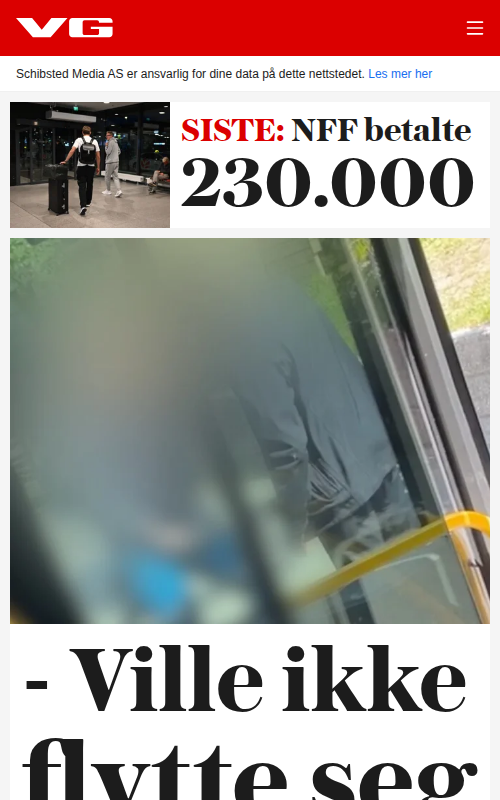 VG
Schibsted Media AS er ansvarlig for dine data på dette nettstedet. Les mer her
SISTE: NFF betalte
230.000
- Ville ikke
flytte seg